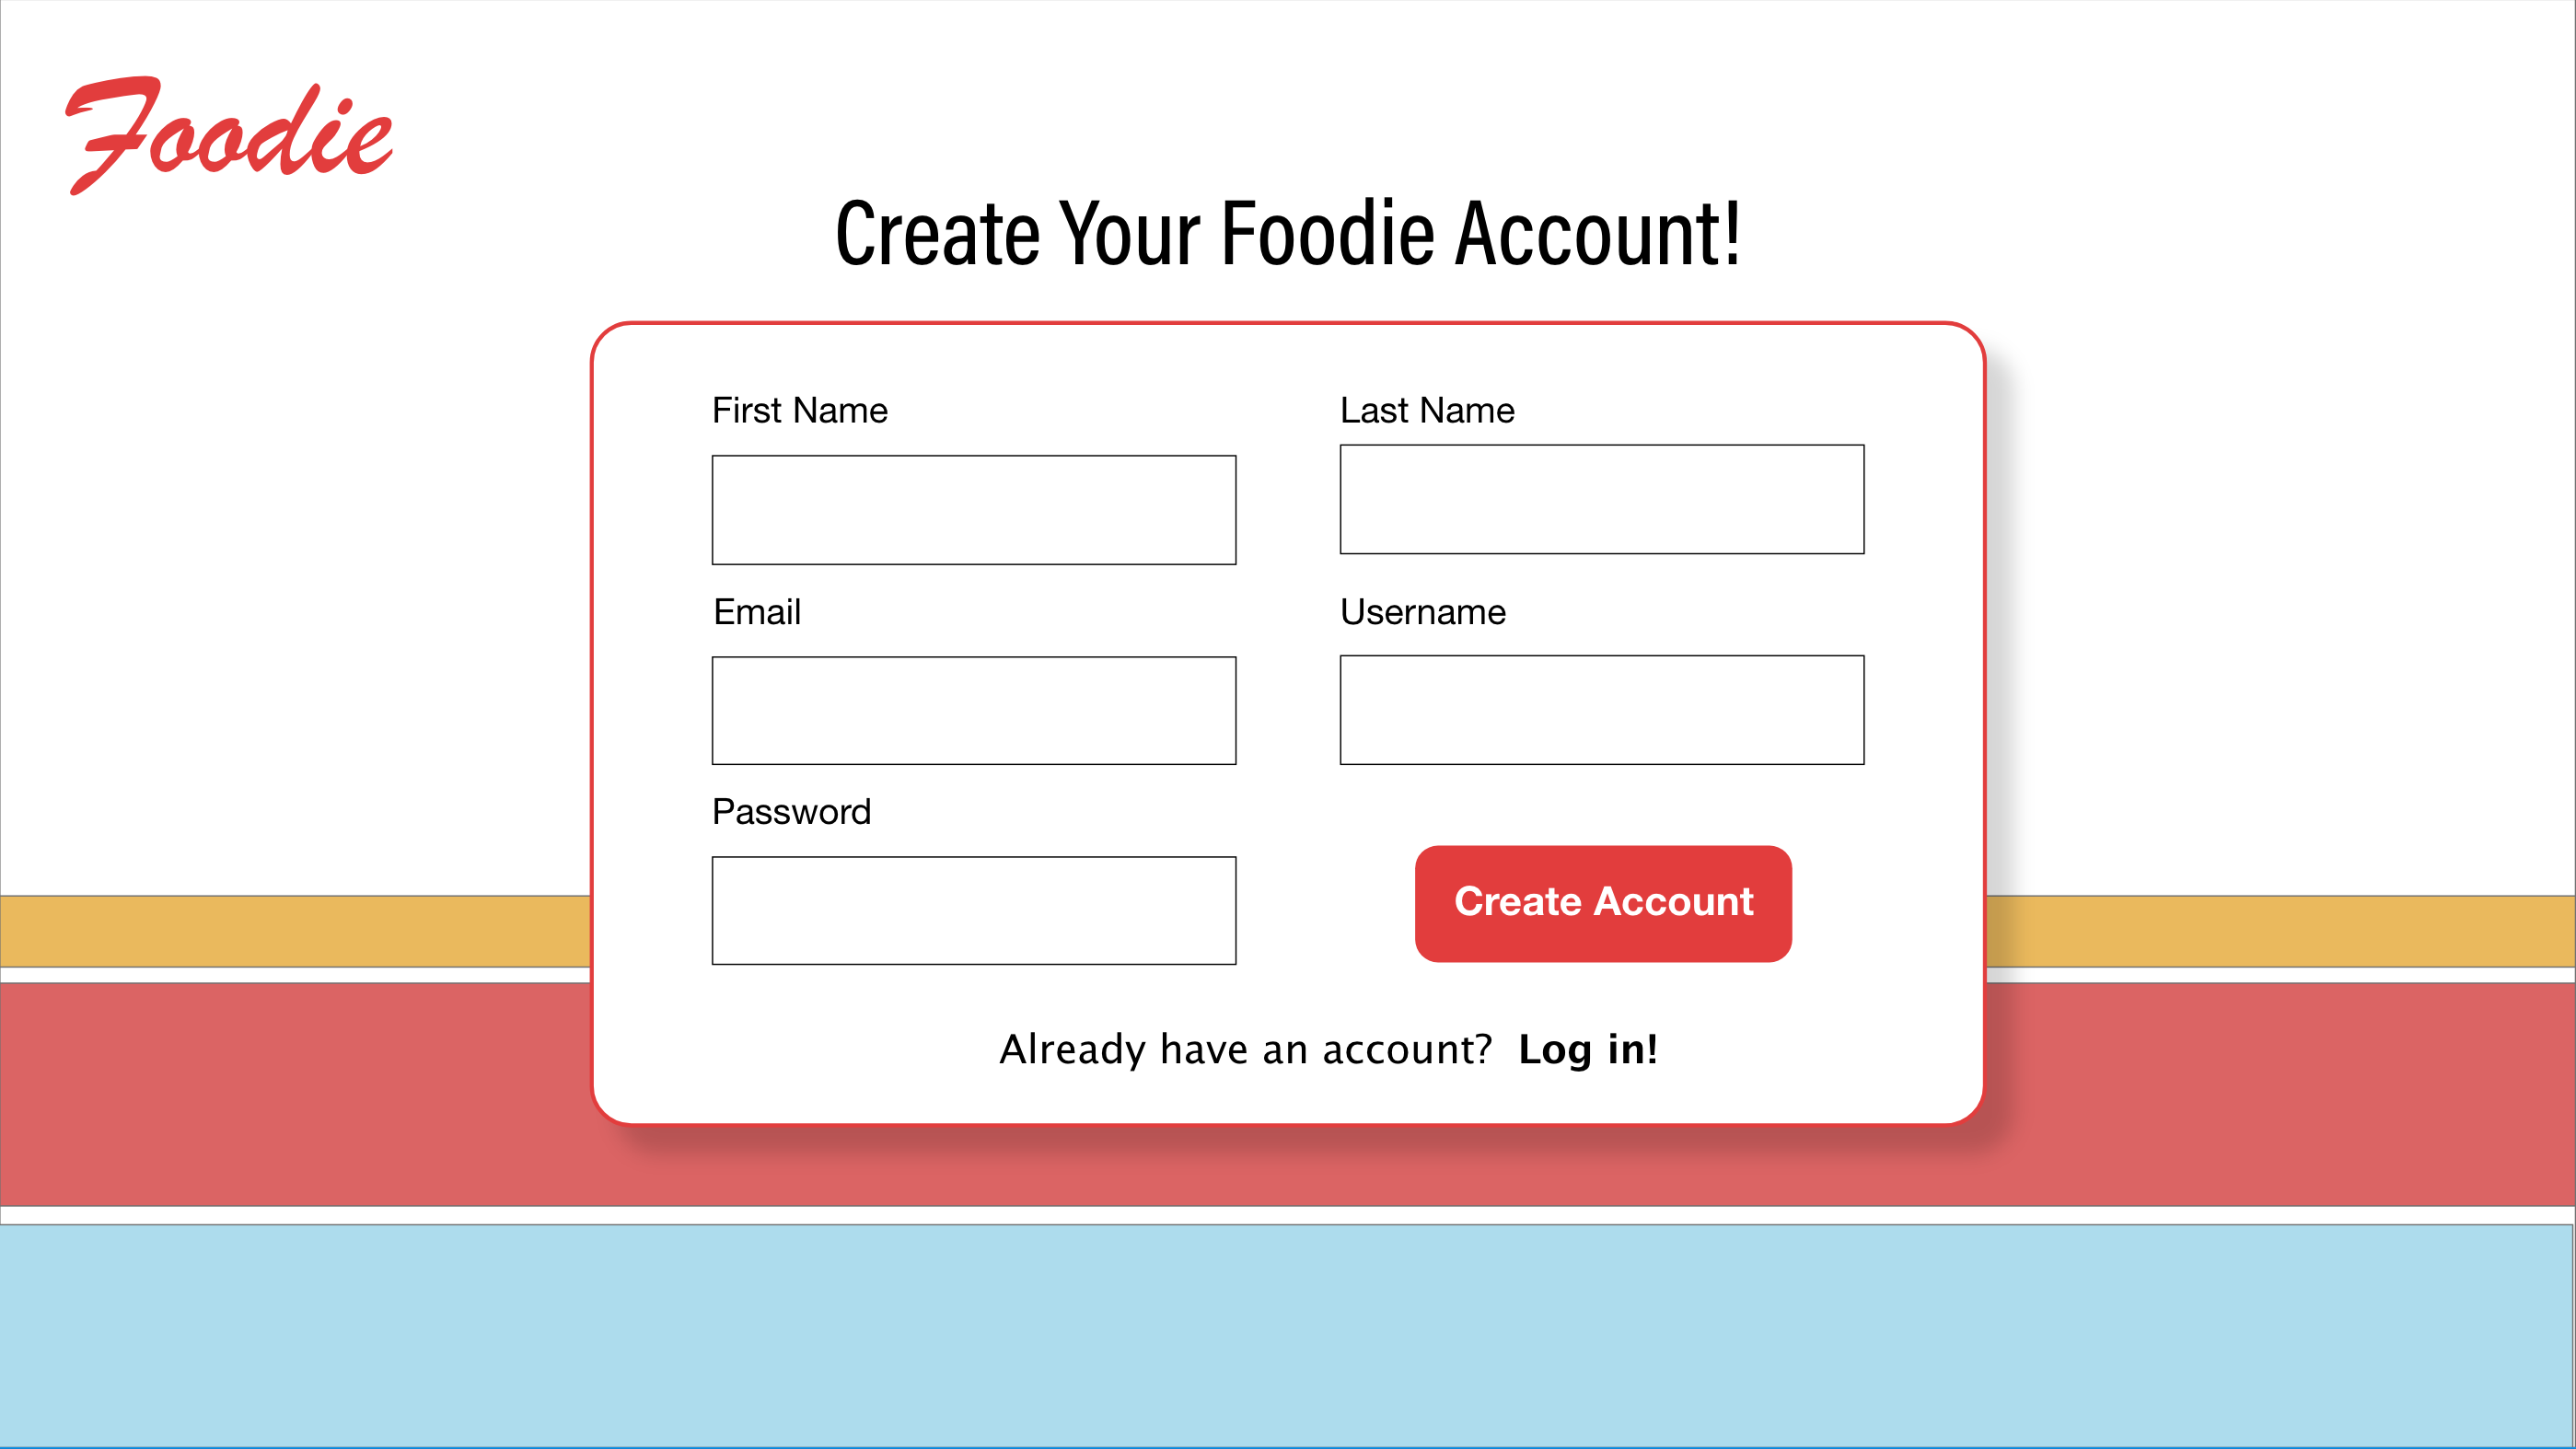 Foodie
Create Your Foodie Account!
First Name
Last Name
Email
Username
Password
Create Account
Already have an account? Log in!